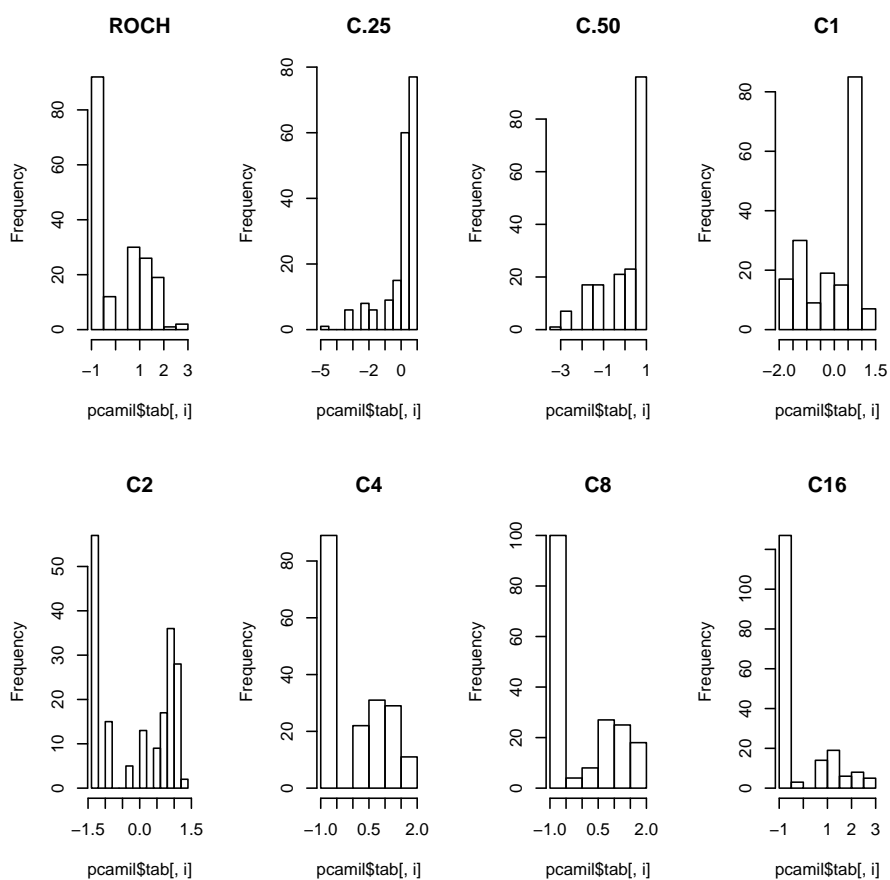 ROCH
C.25
C.50
C1
Frequency
0 20 40 60 80
−1 1 2 3
pcamil$tab[, i]
Frequency
0 20 40 60 80
−5 −2 0
pcamil$tab[, i]
Frequency
0 20 40 60 80
−3 −1 1
pcamil$tab[, i]
Frequency
0 20 40 60 80
−2.0 0.0 1.5
pcamil$tab[, i]
C2
C4
C8
C16
Frequency
0 10 20 30 40 50
−1.5 0.0 1.5
pcamil$tab[, i]
Frequency
0 20 40 60 80
−1.0 0.5 2.0
pcamil$tab[, i]
Frequency
0 20 40 60 80 100
−1.0 0.5 2.0
pcamil$tab[, i]
Frequency
0 20 40 60 80 100
−1 1 2 3
pcamil$tab[, i]